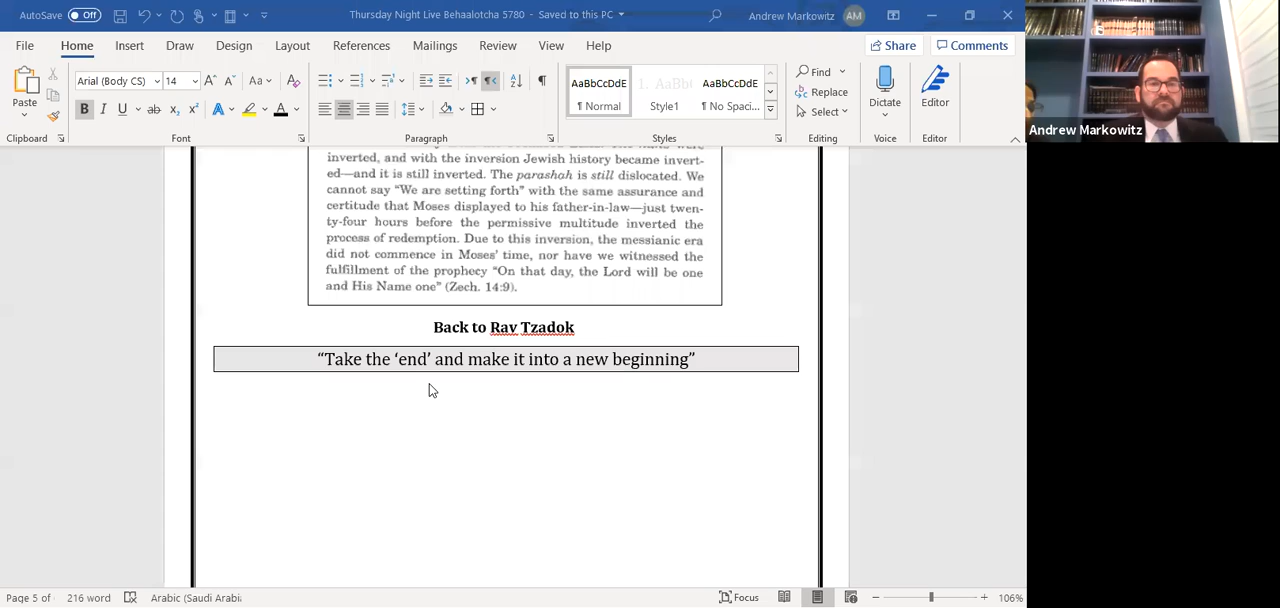 AutoSave Off Thursday Night Live Behaalotcha 5780 - Saved to this PC Andrew Markowitz AM
File Home Insert Draw Design Layout References Mailings Review View Help Share Comments
Paste Arial (Body CS) 14 Aa AaBbCcDdE AaBbCcDdE Find
Replace
B I U ab x₂ x² A A ¶ Normal Style1 ¶ No Spaci... Select Dictate Editor
Clipboard Font Paragraph Styles Editing Voice Editor
Andrew Markowitz
inverted, and with the inversion Jewish history became invert-
ed—and it is still inverted. The parashah is still dislocated. We
cannot say “We are setting forth” with the same assurance and
certitude that Moses displayed to his father-in-law—just twen-
ty-four hours before the permissive multitude inverted the
process of redemption. Due to this inversion, the messianic era
did not commence in Moses’ time, nor have we witnessed the
fulfillment of the prophecy “On that day, the Lord will be one
and His Name one” (Zech. 14:9).
Back to Rav Tzadok
“Take the ‘end’ and make it into a new beginning”
Page 5 of 216 word Arabic (Saudi Arabi Focus 106%